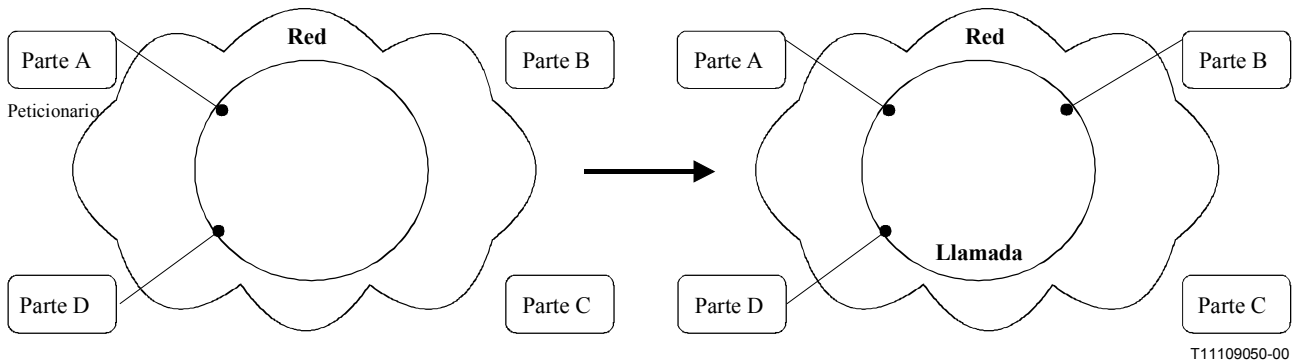 Red
Parte A
Parte B
Peticionario
Parte D
Parte C
Red
Parte A
Parte B
Llamada
Parte D
Parte C
T11109050-00